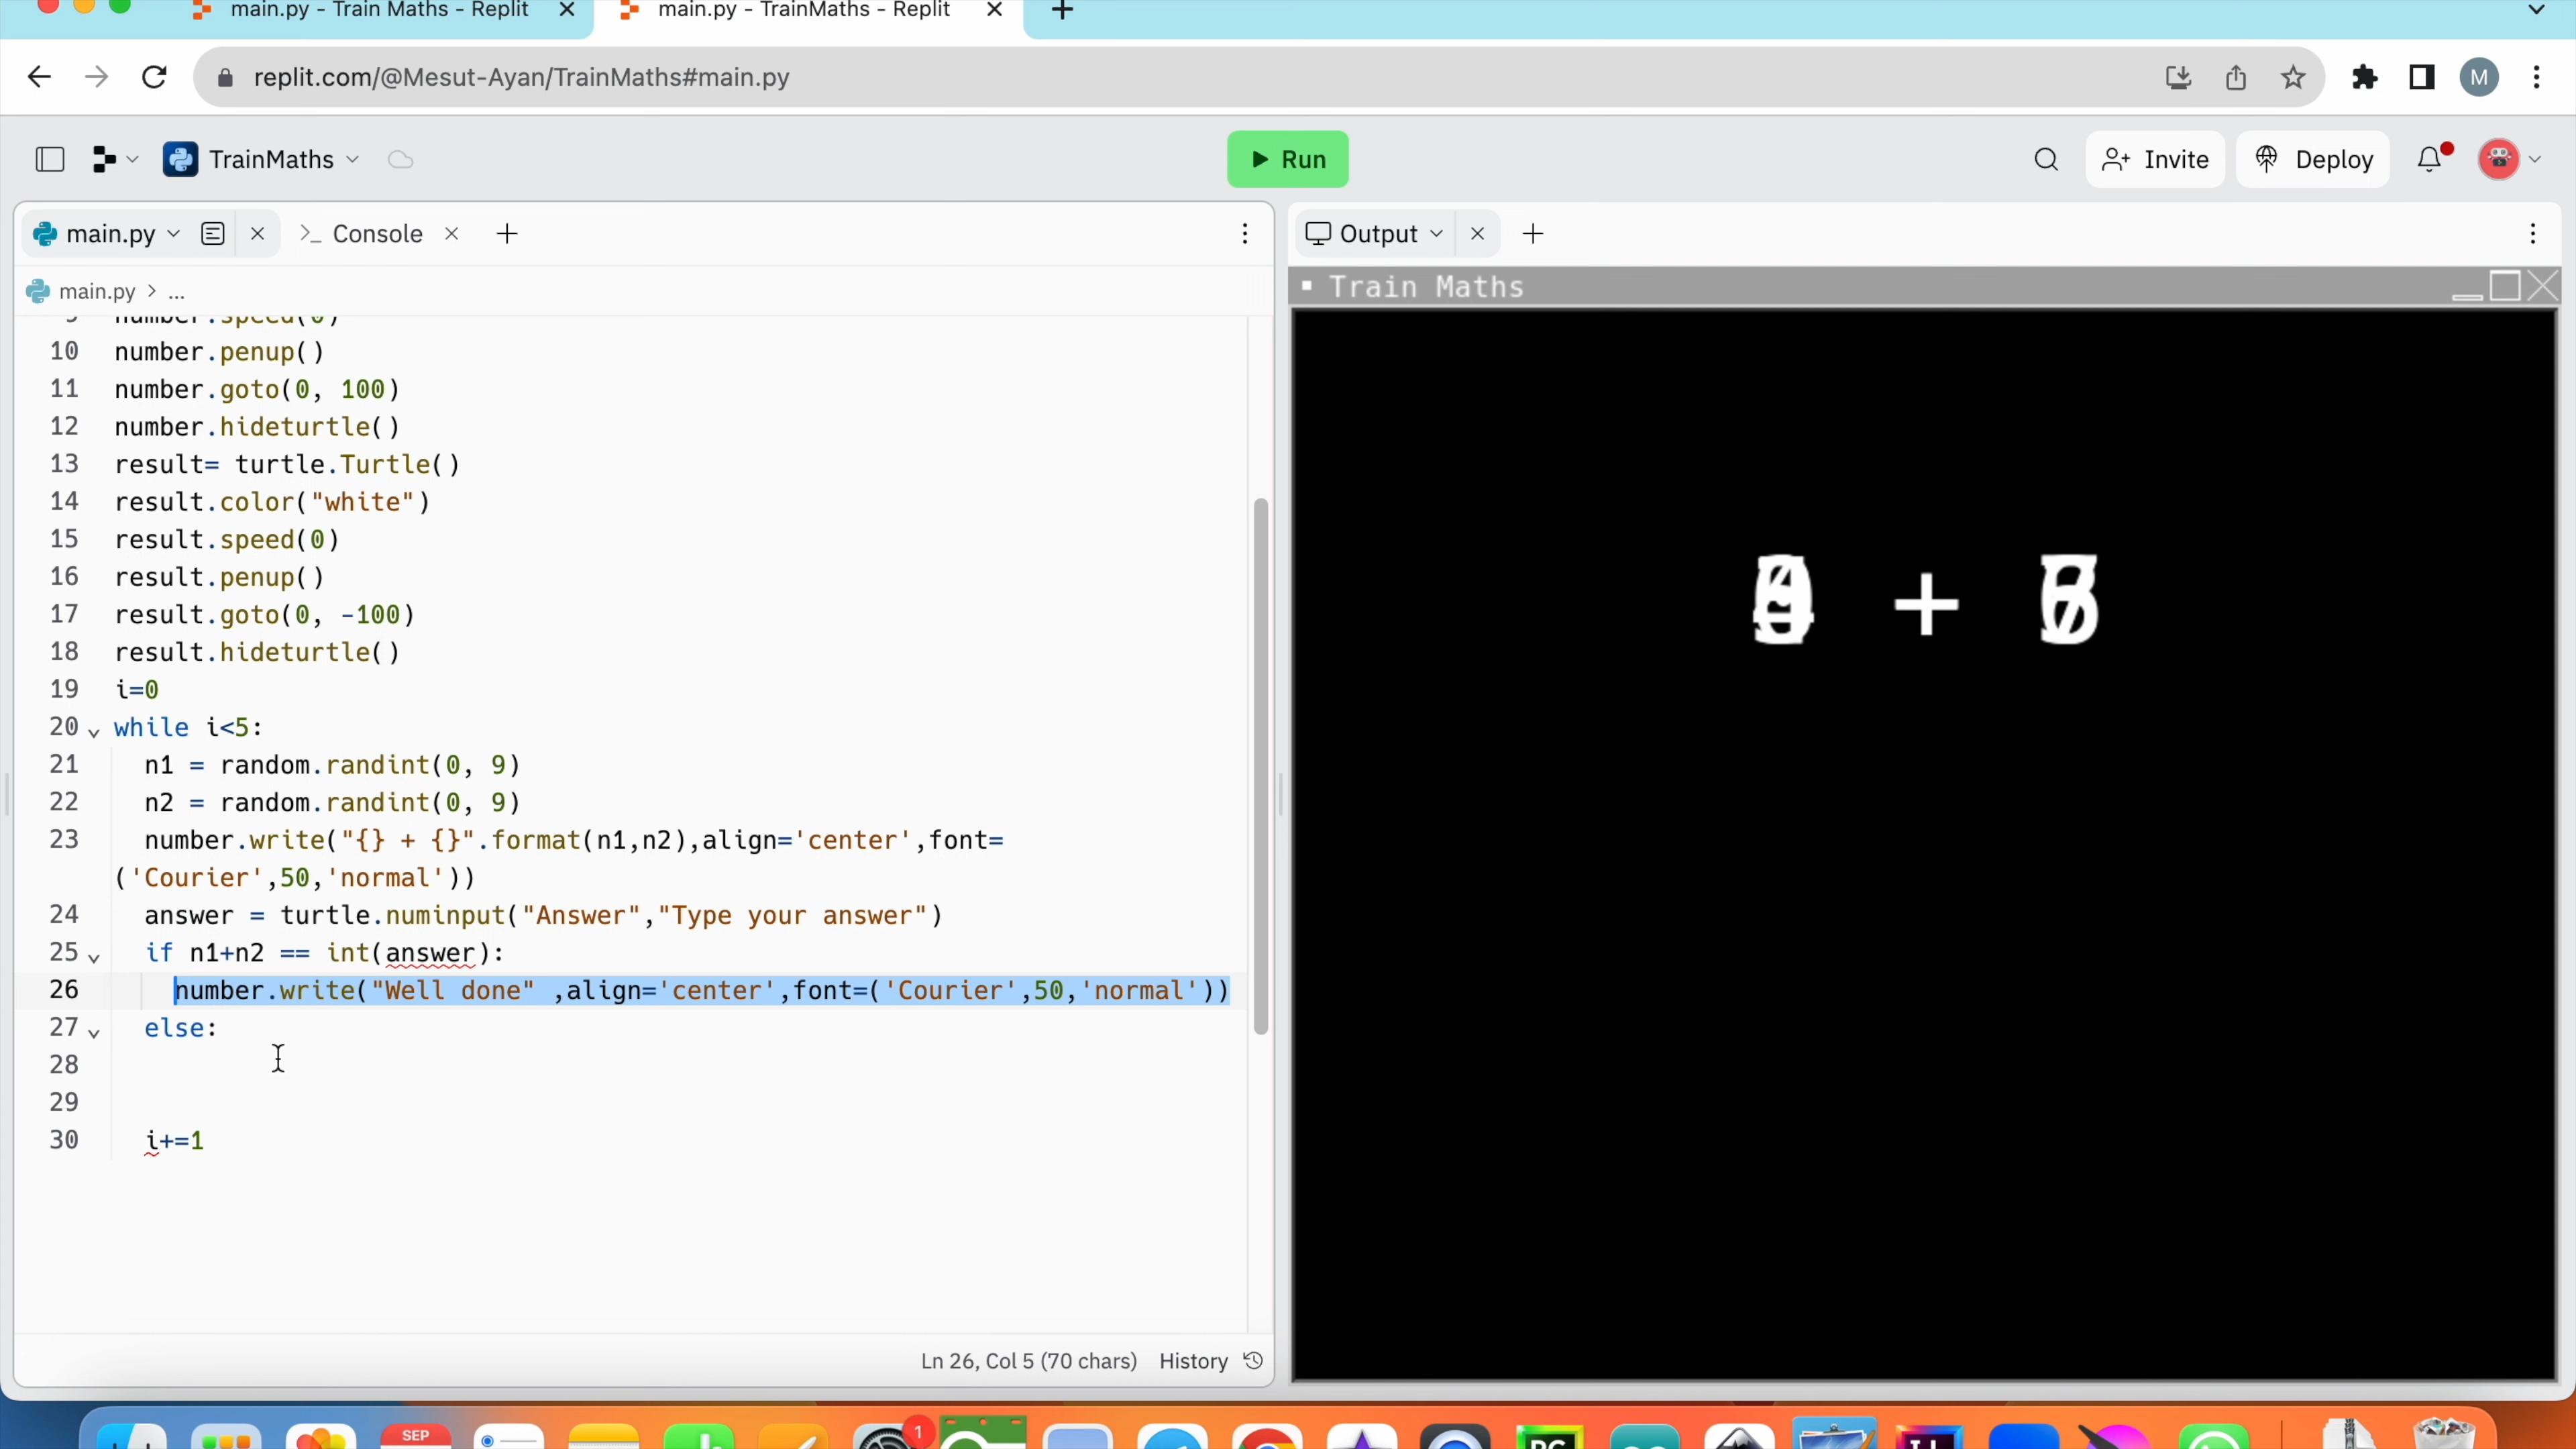 main.py - Train Maths - Replit
main.py - TrainMaths - Replit
replit.com/@Mesut-Ayan/TrainMaths#main.py
M
TrainMaths
Run
Invite
Deploy
main.py
Console
Output
main.py > ...
Train Maths
9 number.speed(0)
10 number.penup()
11 number.goto(0, 100)
12 number.hideturtle()
13 result= turtle.Turtle()
14 result.color("white")
15 result.speed(0)
16 result.penup()
17 result.goto(0, -100)
18 result.hideturtle()
19 i=0
20 while i<5:
21 n1 = random.randint(0, 9)
22 n2 = random.randint(0, 9)
23 number.write("{} + {}".format(n1,n2),align='center',font=
('Courier',50,'normal'))
24 answer = turtle.numinput("Answer","Type your answer")
25 if n1+n2 == int(answer):
26 number.write("Well done" ,align='center',font=('Courier',50,'normal'))
27 else:
28
29
30 i+=1
+
Ln 26, Col 5 (70 chars)
History
SEP
1